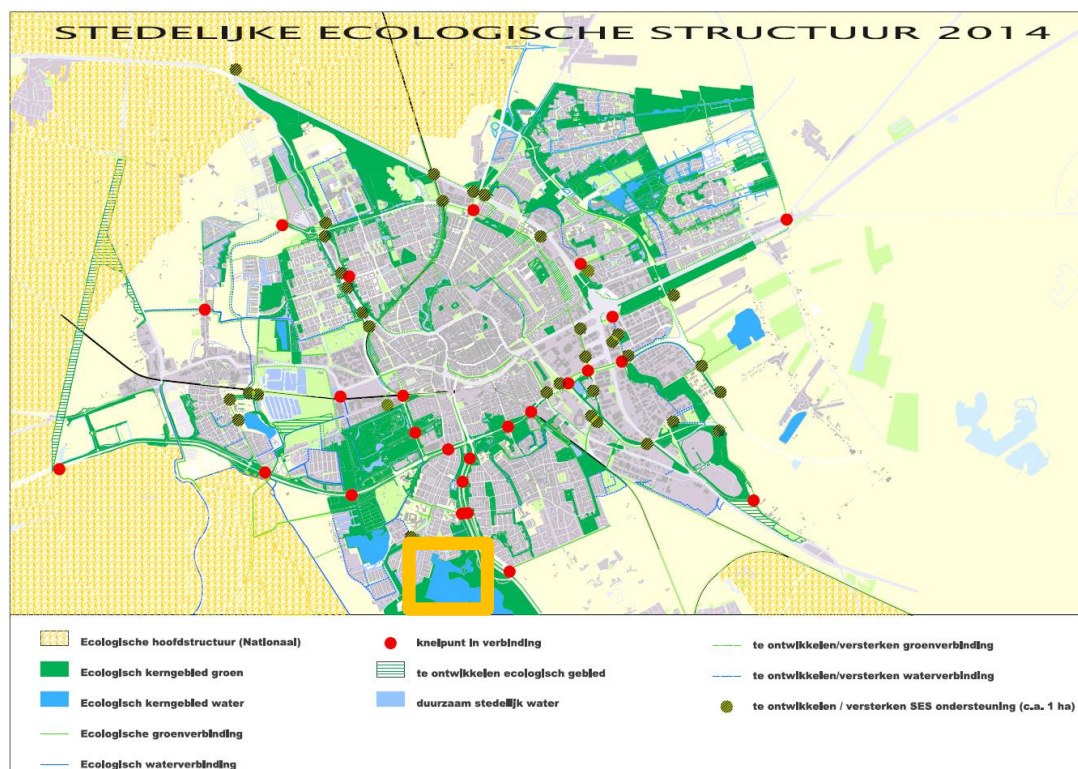 STEDELIJKE ECOLOGISCHE STRUCTUUR 2014
Ecologische hoofdstructuur (Nationaal)
Ecologisch kerngebied groen
Ecologisch kerngebied water
Ecologische groenverbinding
Ecologisch waterverbinding
knelpunt in verbinding
te ontwikkelen ecologisch gebied
duurzaam stedelijk water
te ontwikkelen/versterken groenverbinding
te ontwikkelen/versterken waterverbinding
te ontwikkelen / versterken SES ondersteuning (c.a. 1 ha)